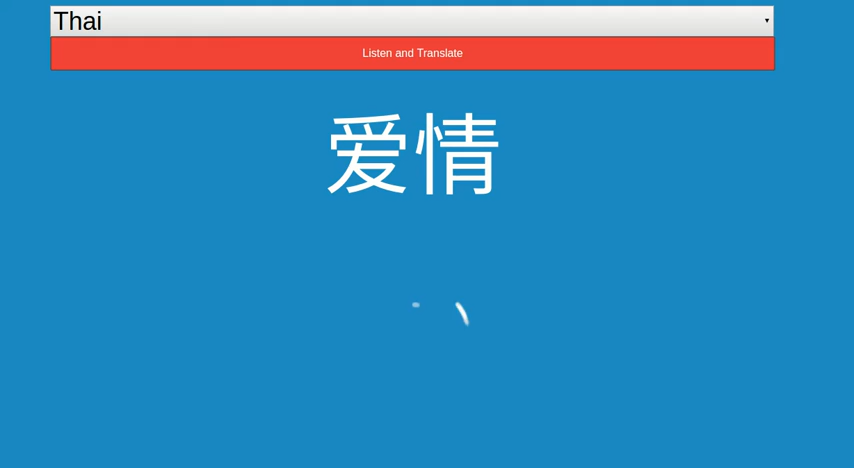 Thai
Listen and Translate
爱情